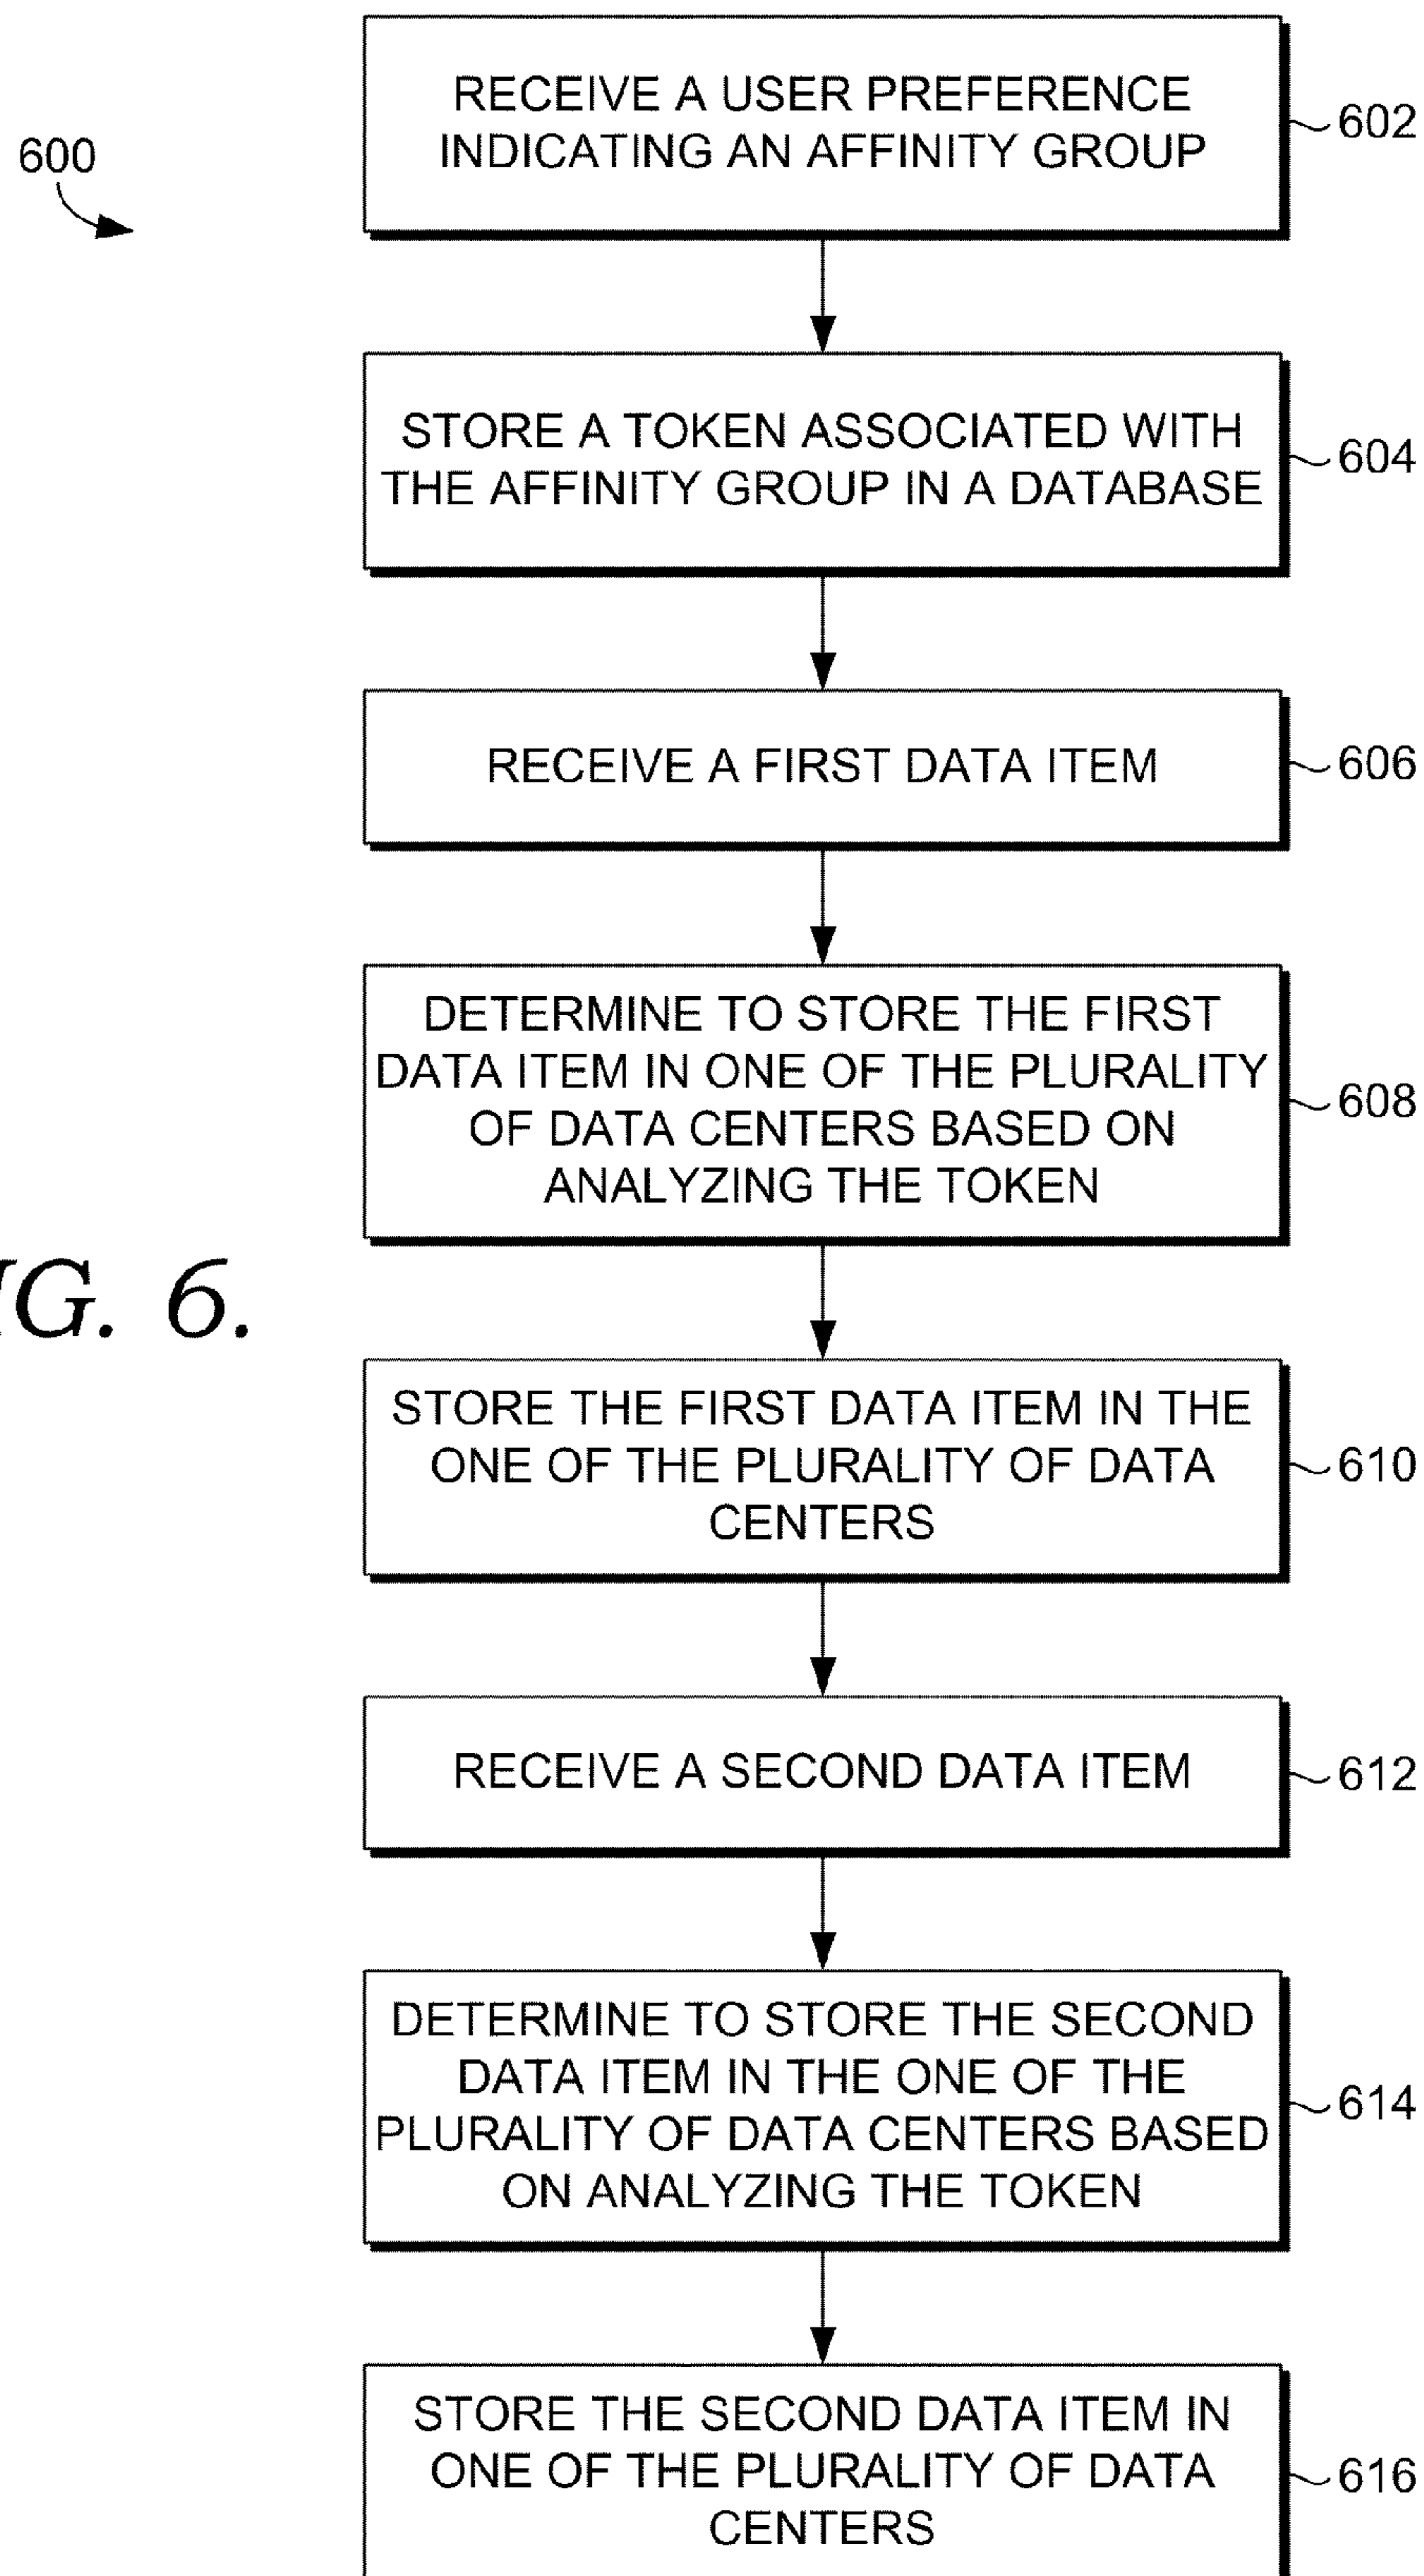 RECEIVE A USER PREFERENCE
INDICATING AN AFFINITY GROUP
602
600
STORE A TOKEN ASSOCIATED WITH
THE AFFINITY GROUP IN A DATABASE
604
RECEIVE A FIRST DATA ITEM
606
DETERMINE TO STORE THE FIRST
DATA ITEM IN ONE OF THE PLURALITY
OF DATA CENTERS BASED ON
ANALYZING THE TOKEN
608
IG. 6.
STORE THE FIRST DATA ITEM IN THE
ONE OF THE PLURALITY OF DATA
CENTERS
610
RECEIVE A SECOND DATA ITEM
612
DETERMINE TO STORE THE SECOND
DATA ITEM IN THE ONE OF THE
PLURALITY OF DATA CENTERS BASED
ON ANALYZING THE TOKEN
614
STORE THE SECOND DATA ITEM IN
ONE OF THE PLURALITY OF DATA
CENTERS
616